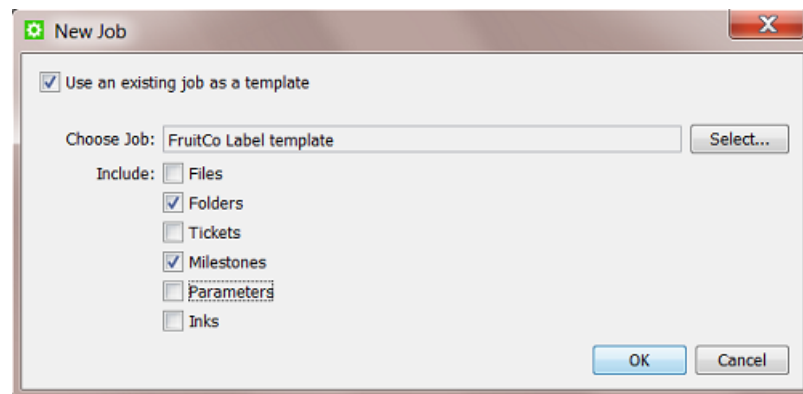 New Job
Use an existing job as a template
Choose Job: FruitCo Label template Select...
Include: Files
Folders
Tickets
Milestones
Parameters
Inks
OK Cancel